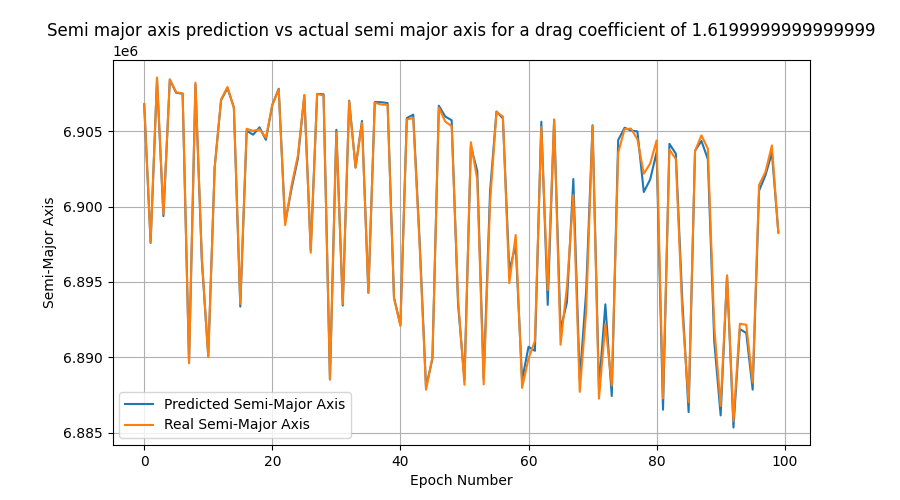 Semi major axis prediction vs actual semi major axis for a drag coefficient of 1.6199999999999999
1e6
6.905
6.900
6.895
6.890
6.885
Semi-Major Axis
Predicted Semi-Major Axis
Real Semi-Major Axis
0 20 40 60 80 100
Epoch Number